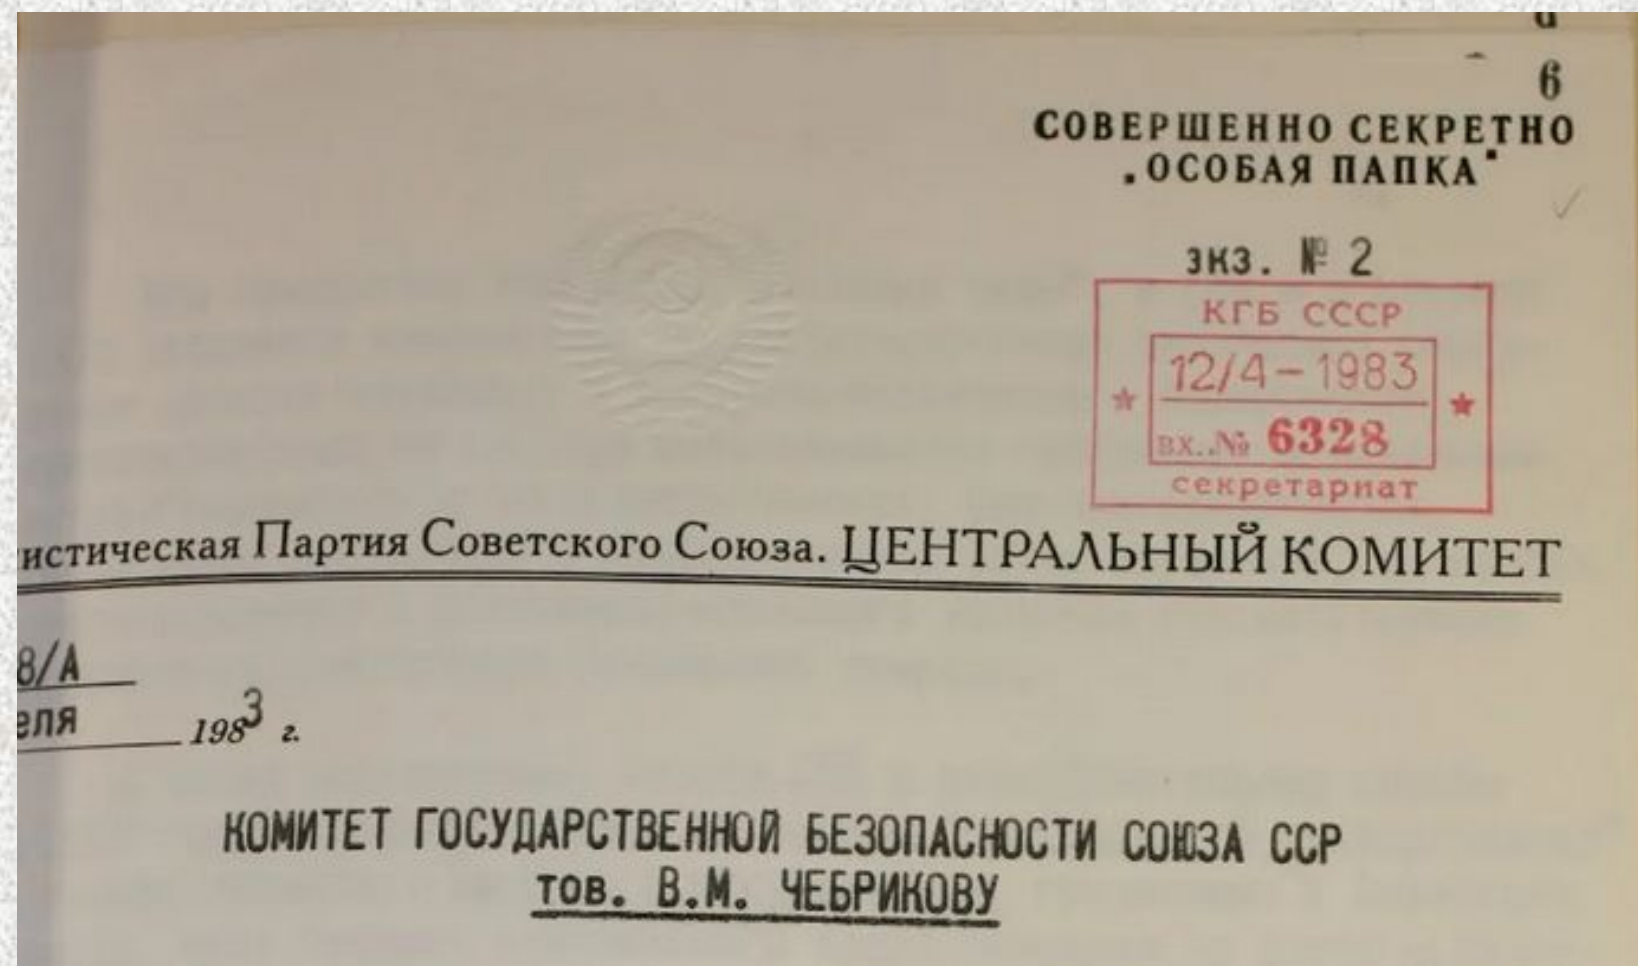 6
СОВЕРШЕННО СЕКРЕТНО
„ОСОБАЯ ПАПКА"
экз. № 2
КГБ СССР
12/4-1983
вх. № 6328
секретариат
истическая Партия Советского Союза. ЦЕНТРАЛЬНЫЙ КОМИТЕТ
8/А
еля 1983 г.
КОМИТЕТ ГОСУДАРСТВЕННОЙ БЕЗОПАСНОСТИ СОЮЗА ССР
тов. В.М. ЧЕБРИКОВУ